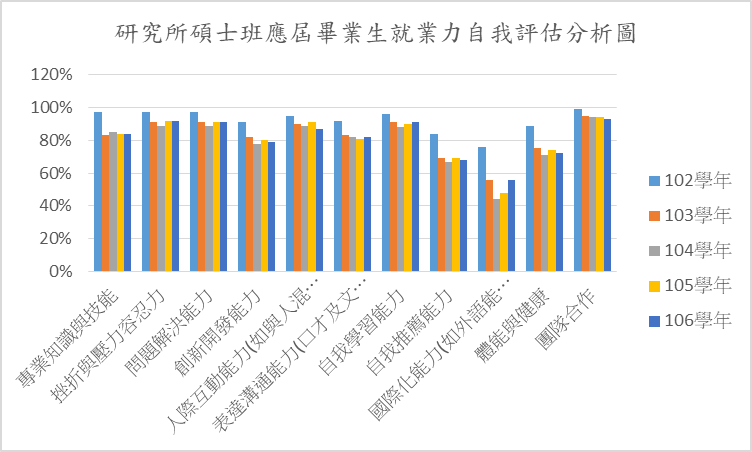 研究所碩士班應屆畢業生就業力自我評估分析圖
120%
100%
80%
60%
40%
20%
0%
專業知識與技能
挫折與壓力容忍力
問題解決能力
創新開發能力
人際互動能力(如與人混…
表達溝通能力(口才及文…
自我學習能力
自我推薦能力
國際化能力(如外語能…
體能與健康
團隊合作
102學年
103學年
104學年
105學年
106學年